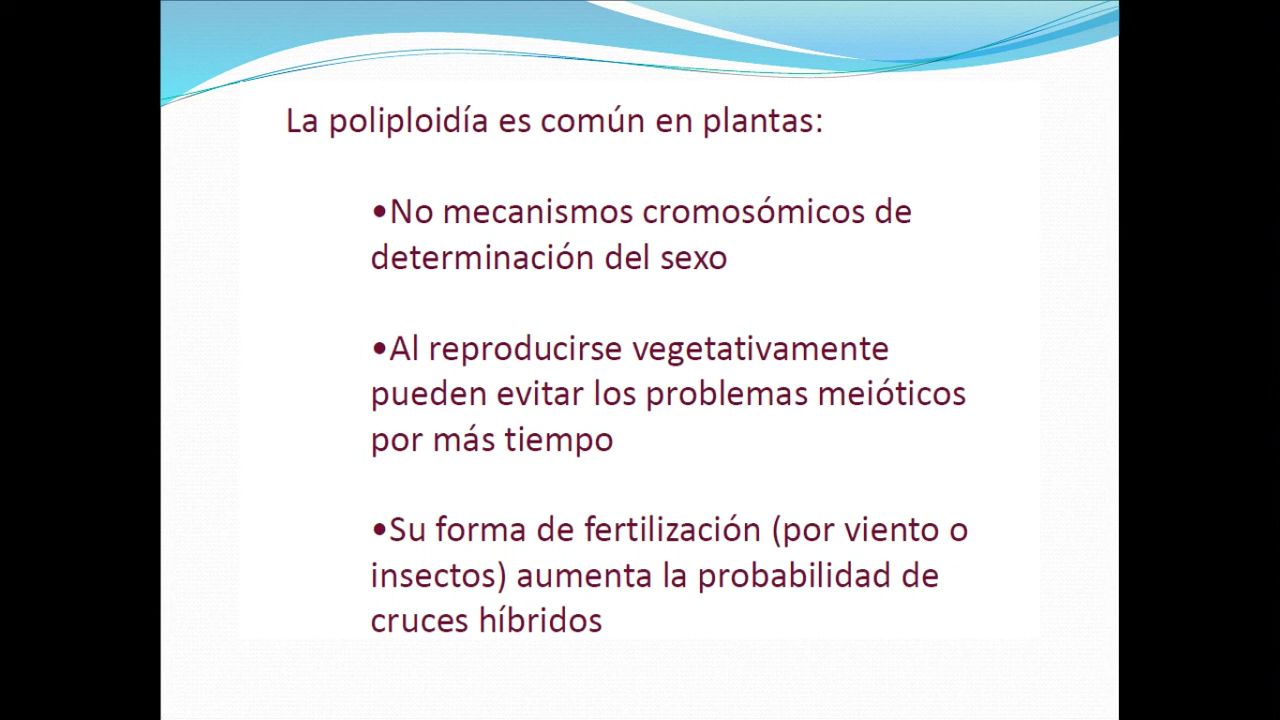 La poliploidía es común en plantas:
•No mecanismos cromosómicos de
determinación del sexo
•Al reproducirse vegetativamente
pueden evitar los problemas meióticos
por más tiempo
•Su forma de fertilización (por viento o
insectos) aumenta la probabilidad de
cruces híbridos